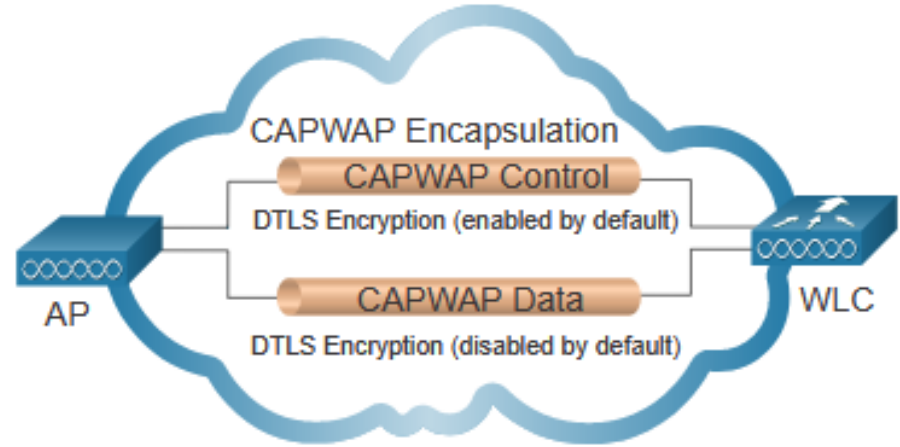 CAPWAP Encapsulation
CAPWAP Control
DTLS Encryption (enabled by default)
AP
WLC
CAPWAP Data
DTLS Encryption (disabled by default)